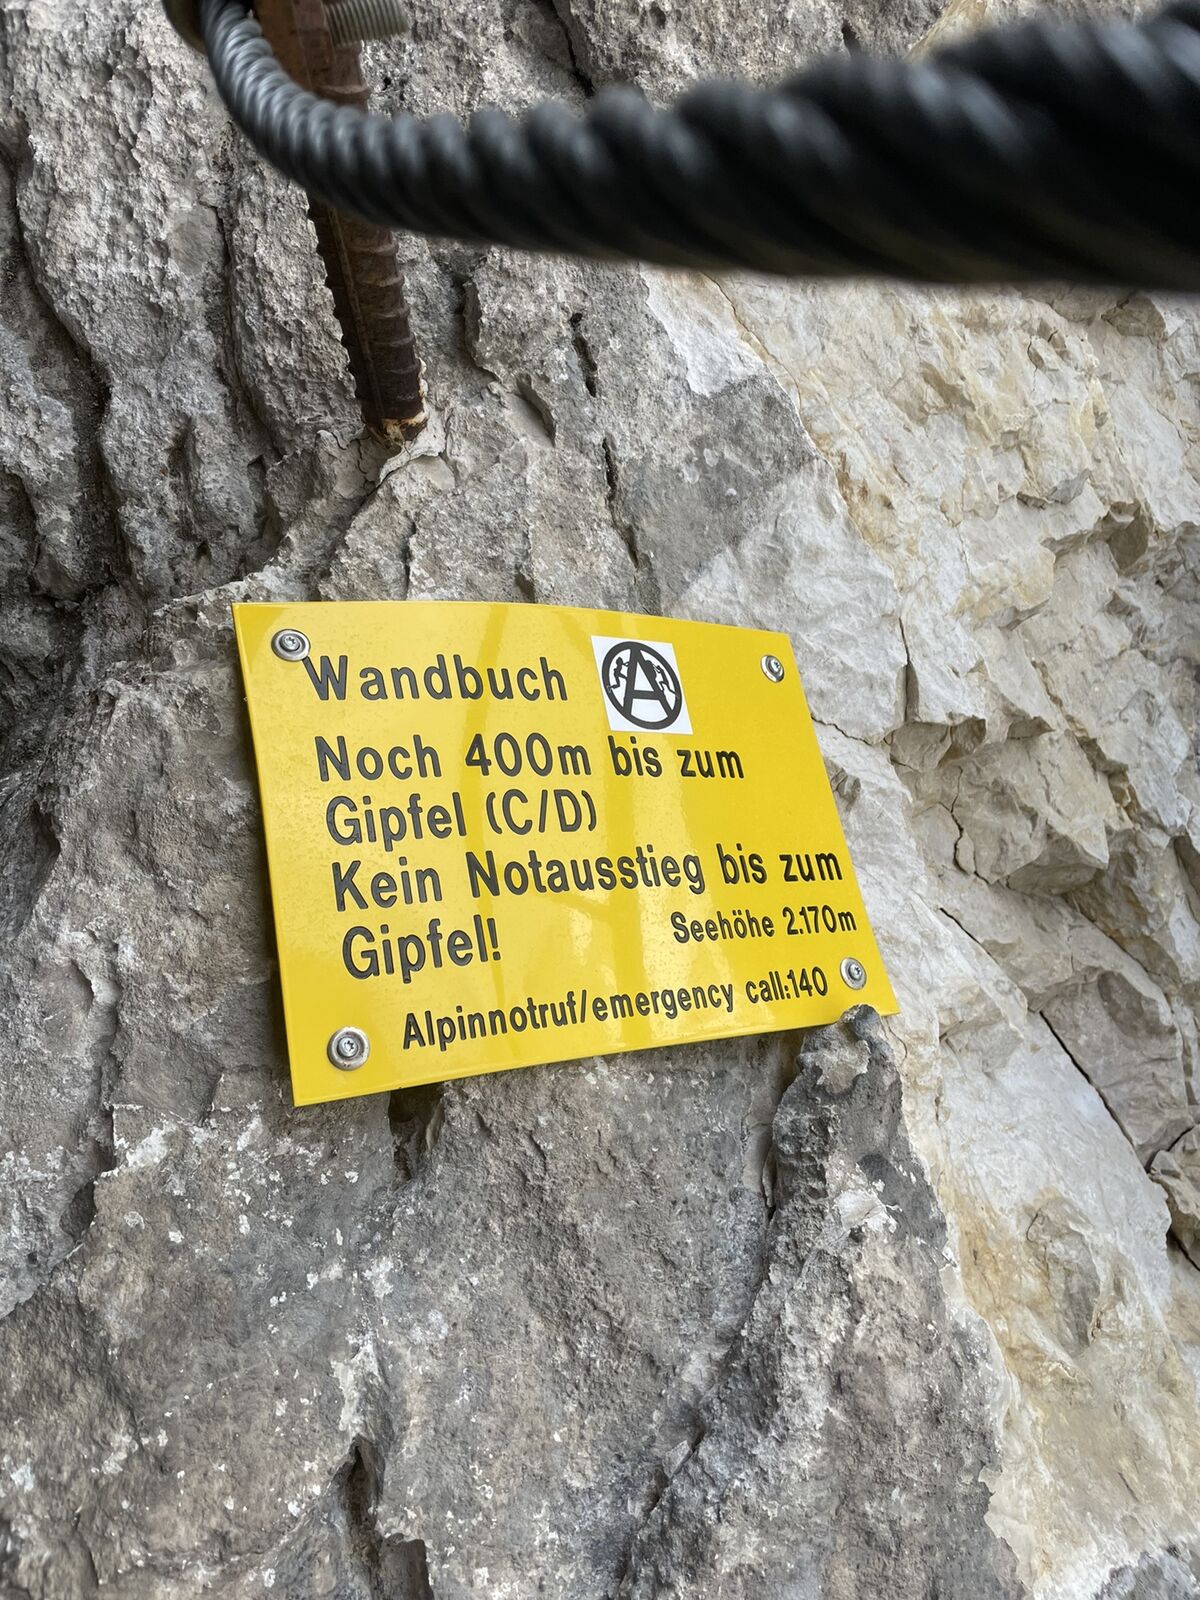 Wandbuch
Noch 400m bis zum
Gipfel (C/D)
Kein Notausstieg bis zum
Gipfel!
Seehöhe 2.170m
Alpinnotruf/emergency call:140